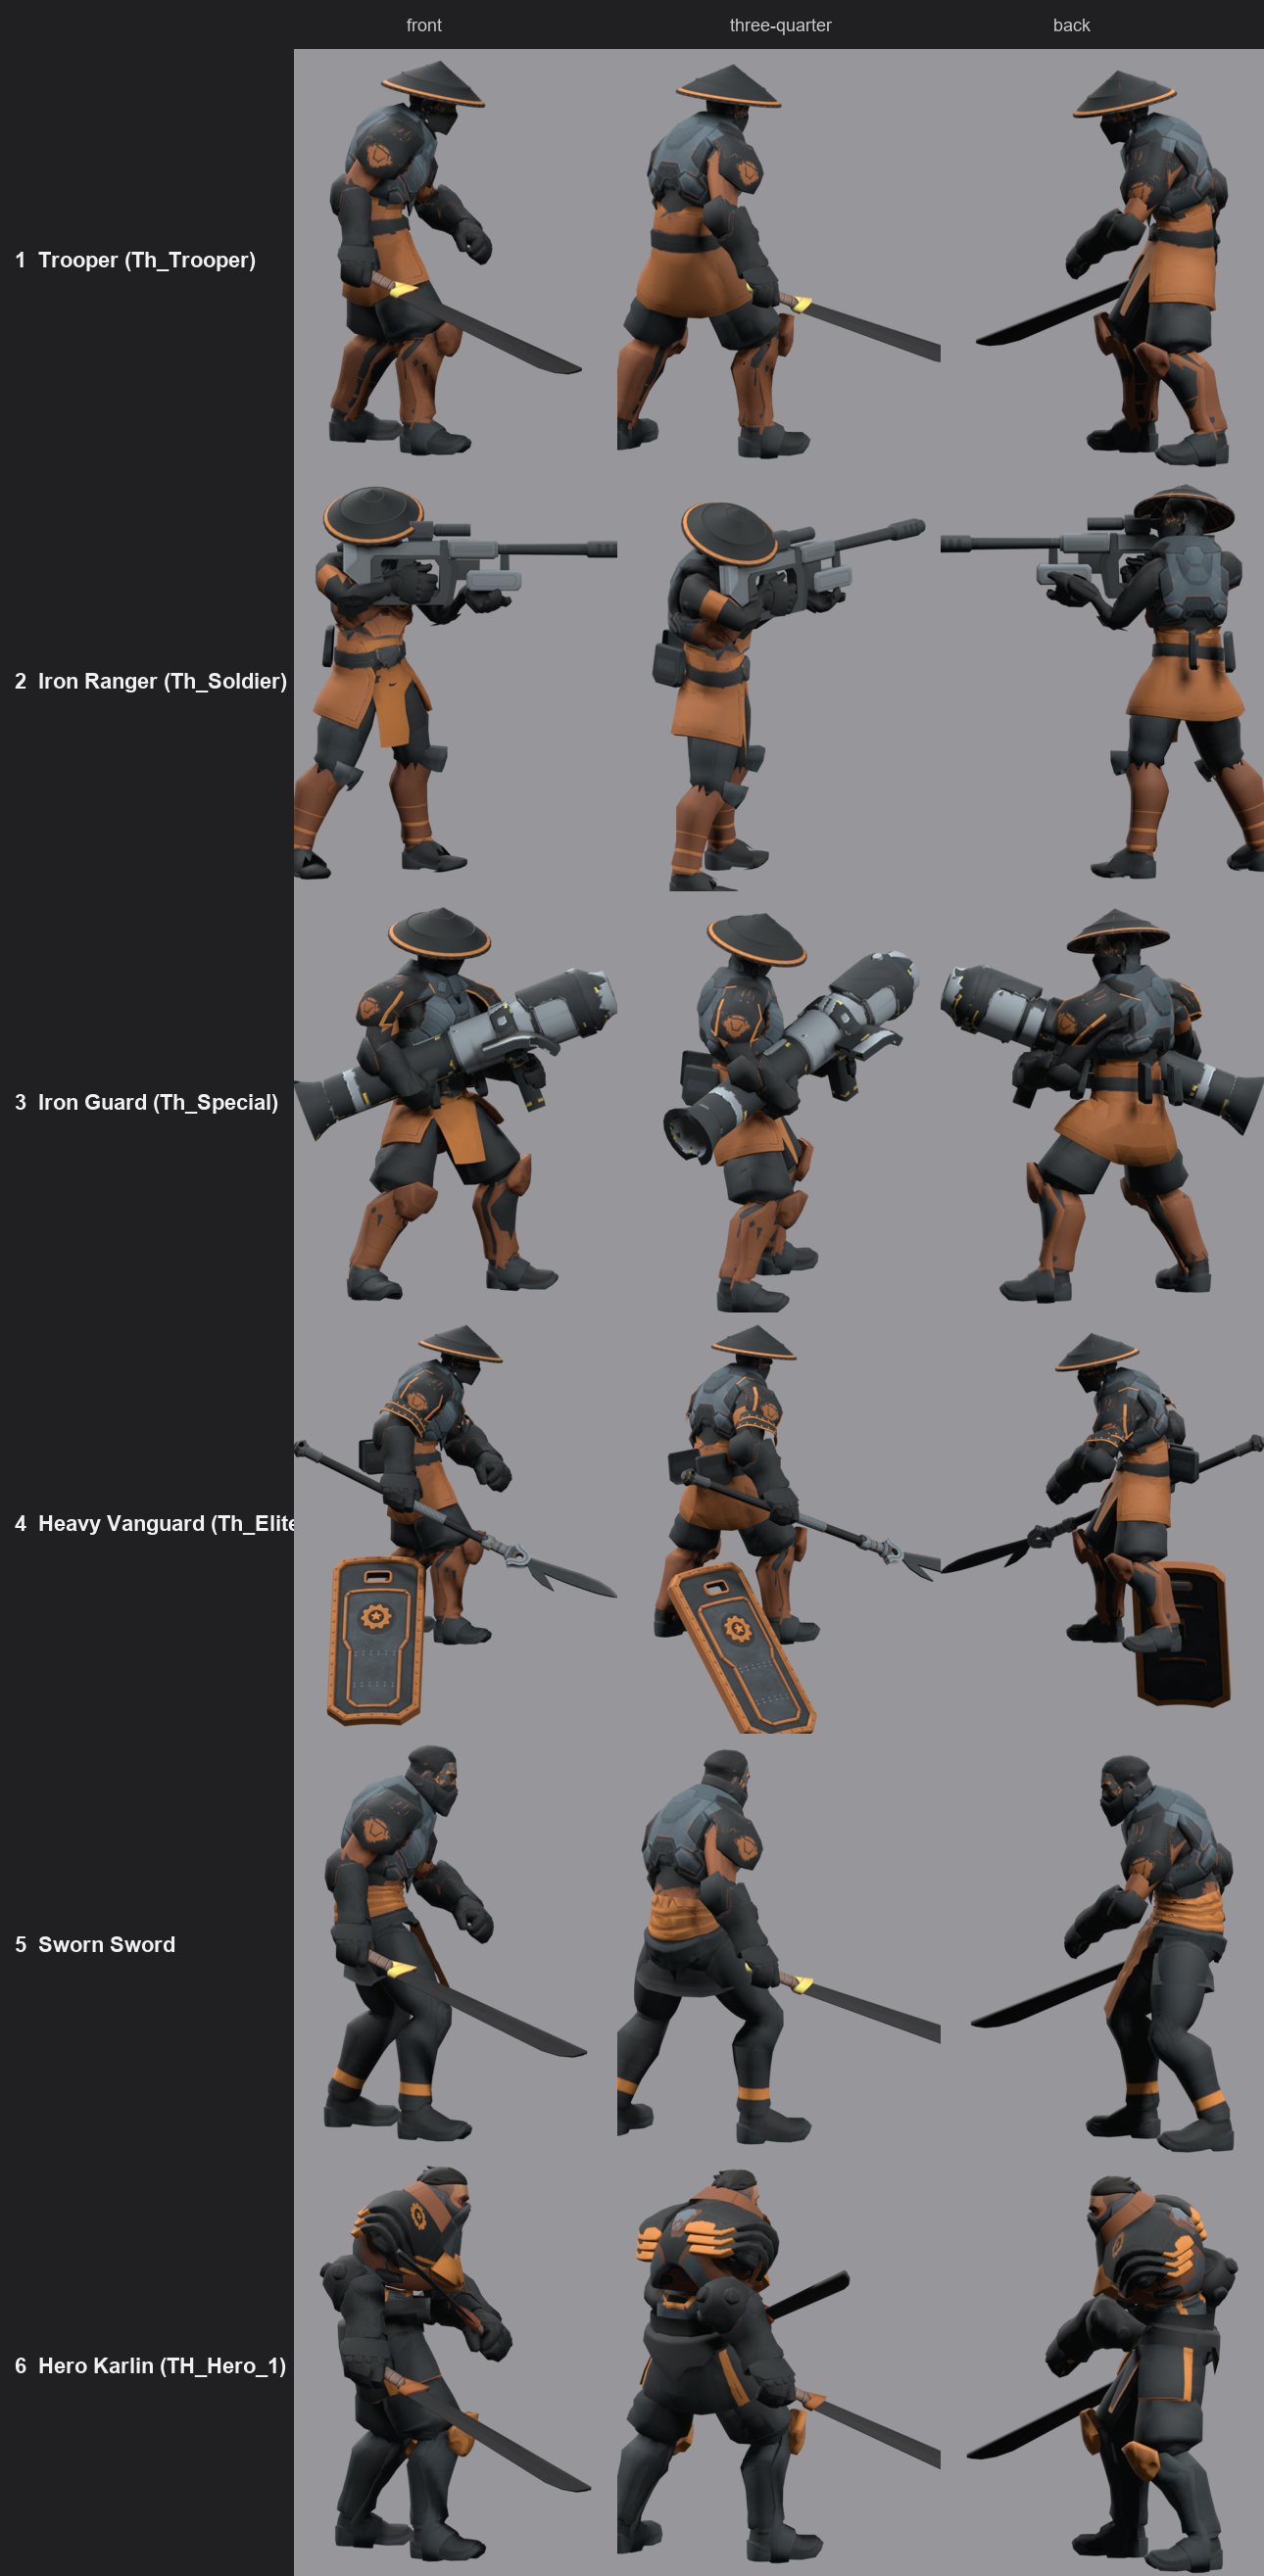 front three-quarter back
1 Trooper (Th_Trooper)
2 Iron Ranger (Th_Soldier)
3 Iron Guard (Th_Special)
4 Heavy Vanguard (Th_Elite
5 Sworn Sword
6 Hero Karlin (TH_Hero_1)